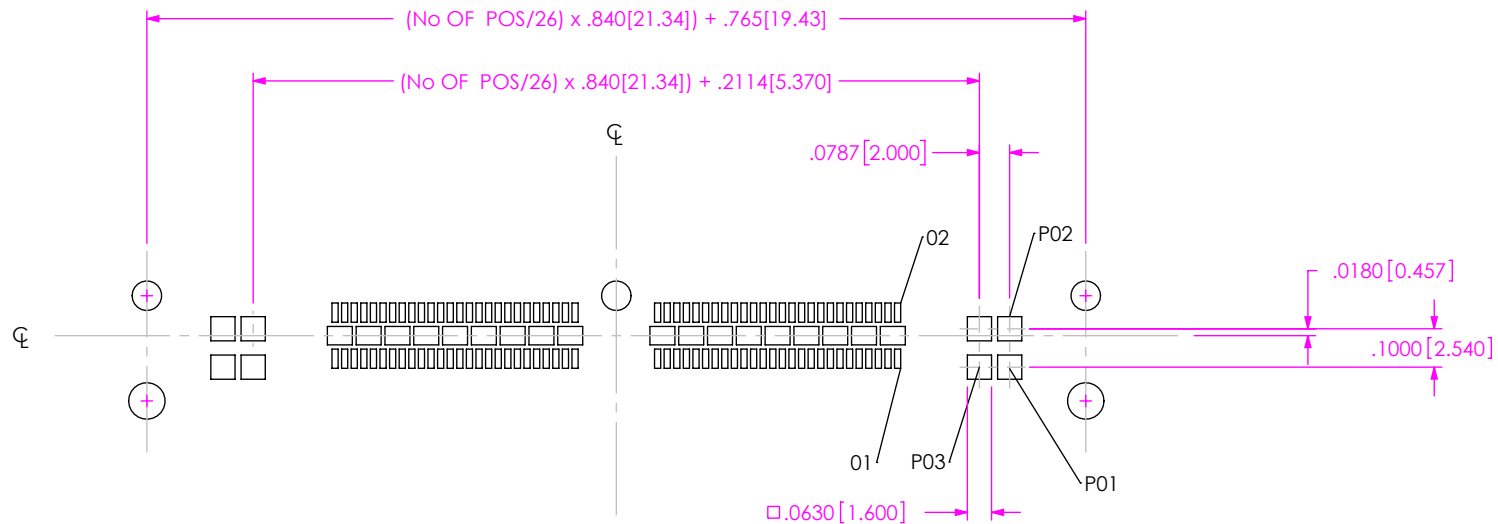 (No OF POS/26) x .840[21.34]) + .765[19.43]
(No OF POS/26) x .840[21.34]) + .2114[5.370]
℄
.0787[2.000]
02
P02
.0180[0.457]
℄
.1000[2.540]
01
P03
P01
□.0630[1.600]